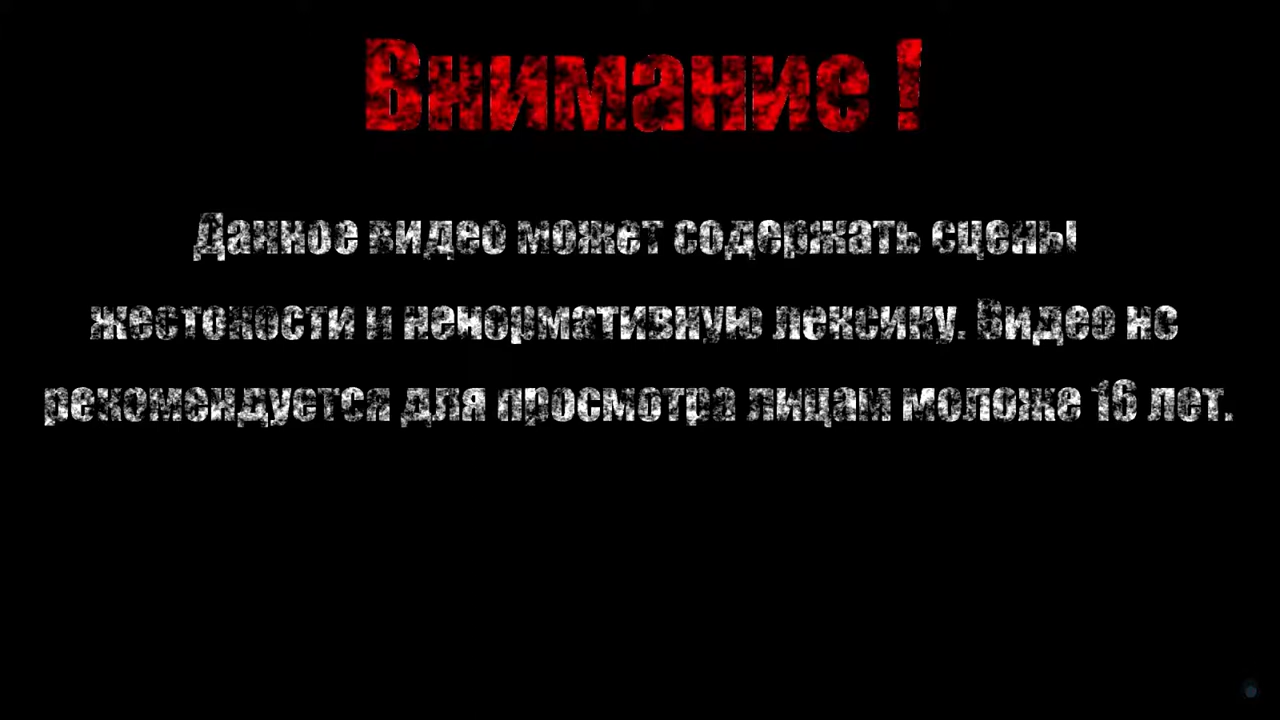 Внимание !
Данное видео может содержать сцены
жестокости и ненормативную лексику. Видео не
рекомендуется для просмотра лицам моложе 16 лет.